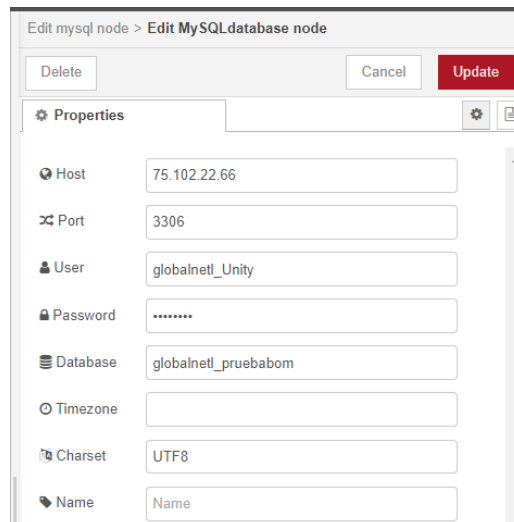 Edit mysql node > Edit MySQLdatabase node
Delete Cancel Update
Properties
Host 75.102.22.66
Port 3306
User globalnetl_Unity
Password ••••••••
Database globalnetl_pruebabom
Timezone
Charset UTF8
Name Name